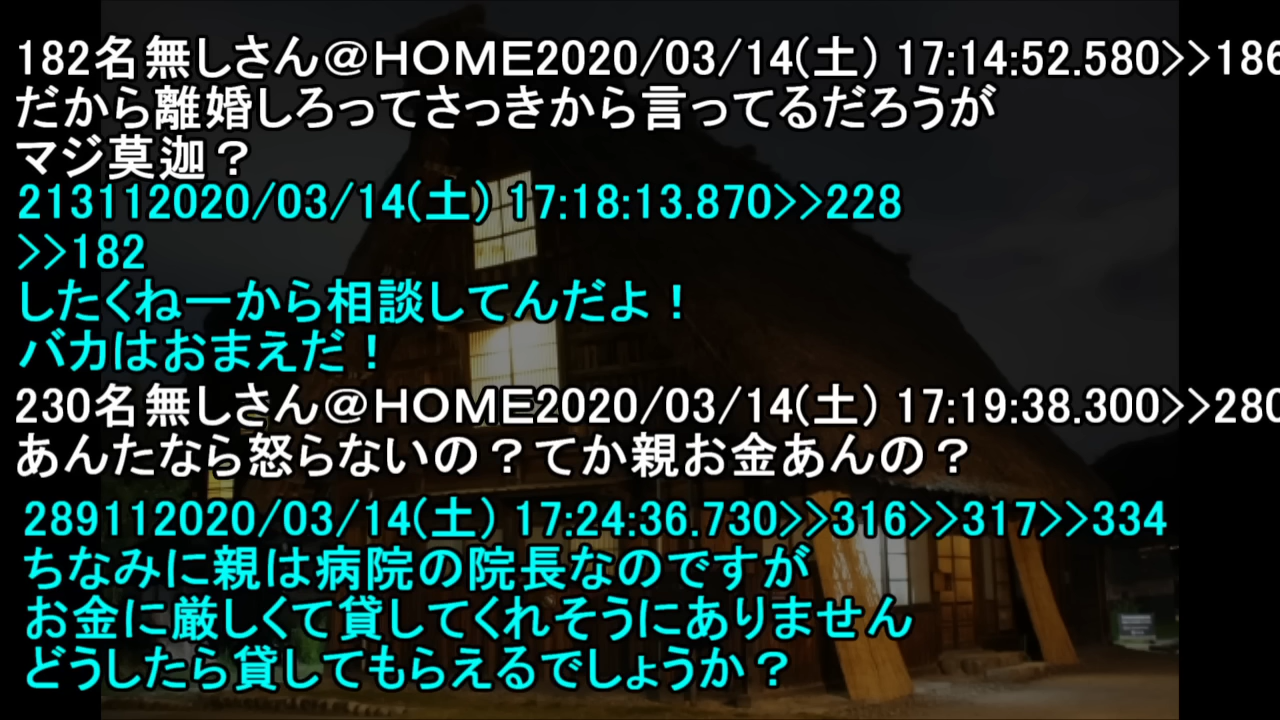 182名無しさん＠ＨＯＭＥ2020/03/14(土) 17:14:52.580>>186
だから離婚しろってさっきから言ってるだろうが
マジ莫迦？
213112020/03/14(土) 17:18:13.870>>228
>>182
したくねーから相談してんだよ！
バカはおまえだ！
230名無しさん＠ＨＯＭＥ2020/03/14(土) 17:19:38.300>>280
あんたなら怒らないの？てか親お金あんの？
289112020/03/14(土) 17:24:36.730>>316>>317>>334
ちなみに親は病院の院長なのですが
お金に厳しくて貸してくれそうにありません
どうしたら貸してもらえるでしょうか？